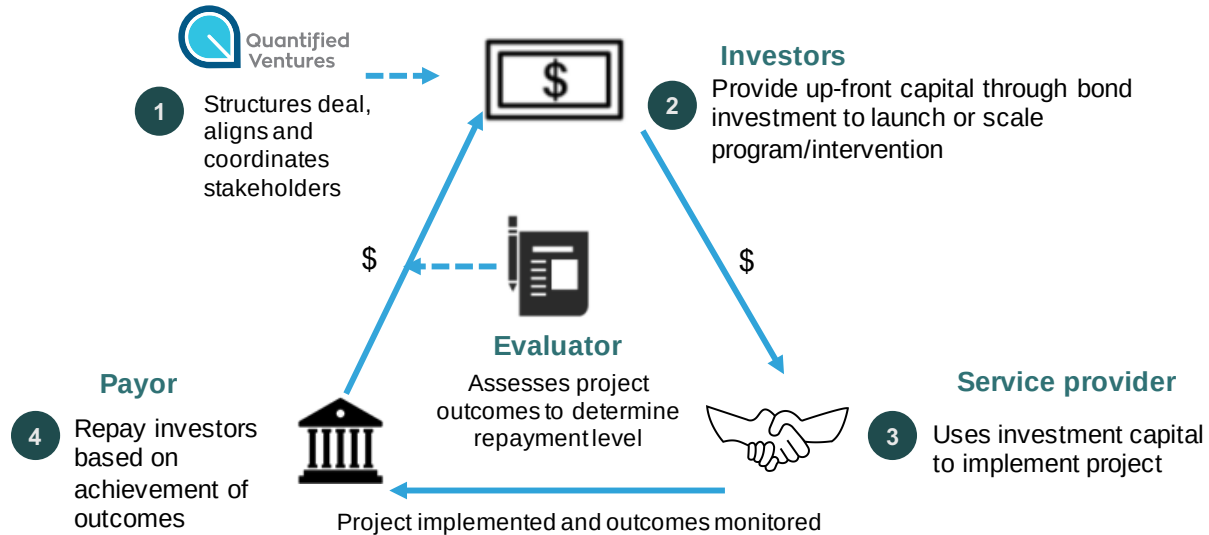 Quantified
Ventures
1
Structures deal,
aligns and
coordinates
stakeholders
$
Investors
2
Provide up-front capital through bond
investment to launch or scale
program/intervention
$
$
Evaluator
Assesses project
outcomes to determine
repayment level
Payor
4
Repay investors
based on
achievement of
outcomes
Service provider
3
Uses investment capital
to implement project
Project implemented and outcomes monitored